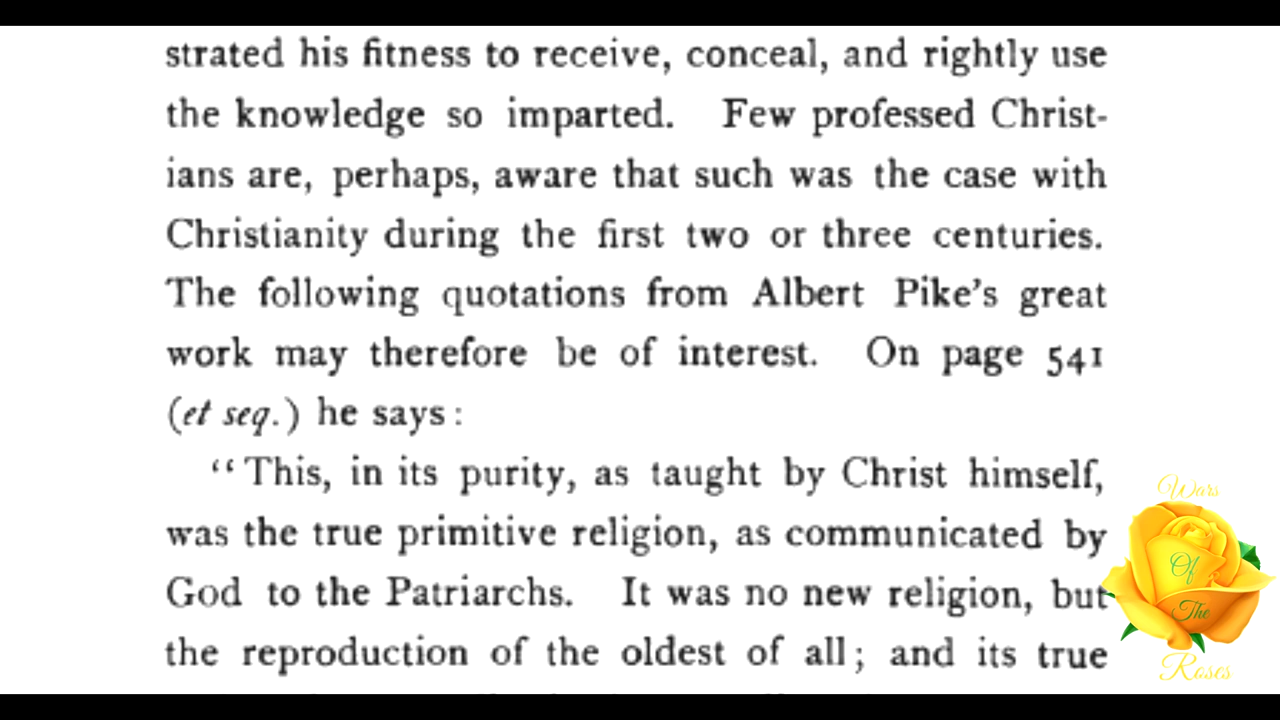 strated his fitness to receive, conceal, and rightly use
the knowledge so imparted. Few professed Christ-
ians are, perhaps, aware that such was the case with
Christianity during the first two or three centuries.
The following quotations from Albert Pike's great
work may therefore be of interest. On page 541
(et seq.) he says:
“This, in its purity, as taught by Christ himself,
was the true primitive religion, as communicated by
God to the Patriarchs. It was no new religion, but
the reproduction of the oldest of all; and its true
Wars
Of
The
Roses